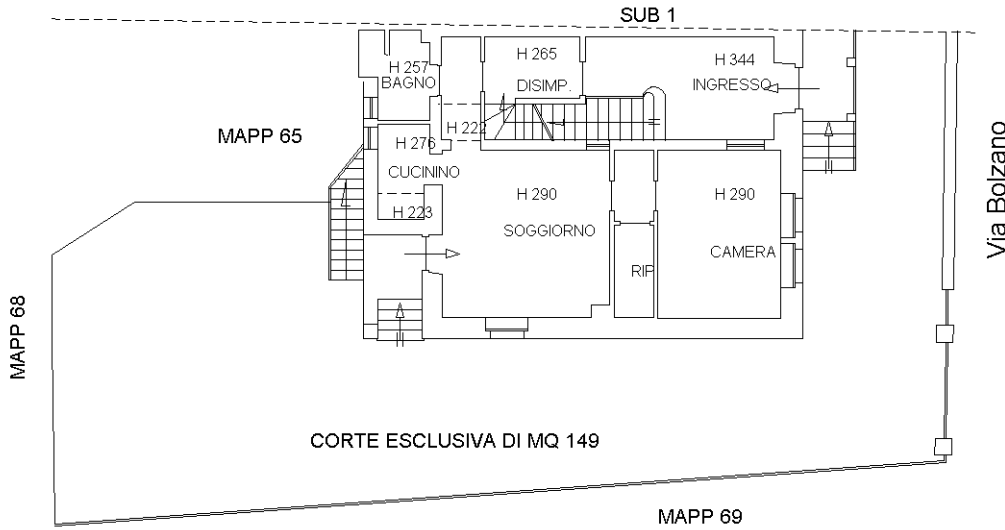 SUB 1
H 257
BAGNO
H 265
DISIMP.
H 344
INGRESSO
MAPP 65
H 222
H 276
CUCININO
H 223
H 290
SOGGIORNO
RIP
H 290
CAMERA
Via Bolzano
MAPP 68
CORTE ESCLUSIVA DI MQ 149
MAPP 69